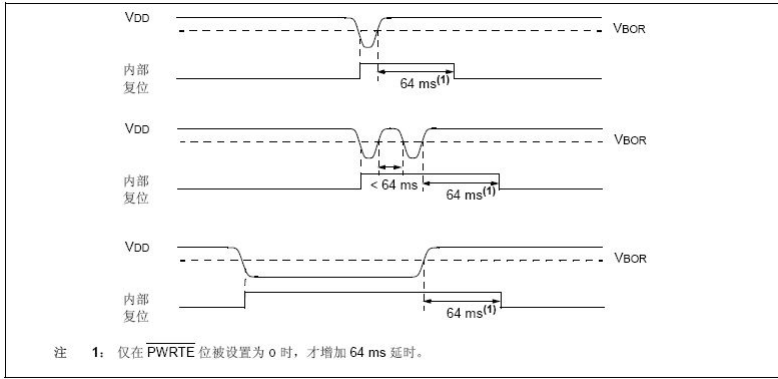 VDD
VBOR
内部
复位
64 ms(1)
VDD
VBOR
内部
复位
< 64 ms
64 ms(1)
VDD
VBOR
内部
复位
64 ms(1)
注 1: 仅在 PWRTE 位被设置为 0 时，才增加 64 ms 延时。